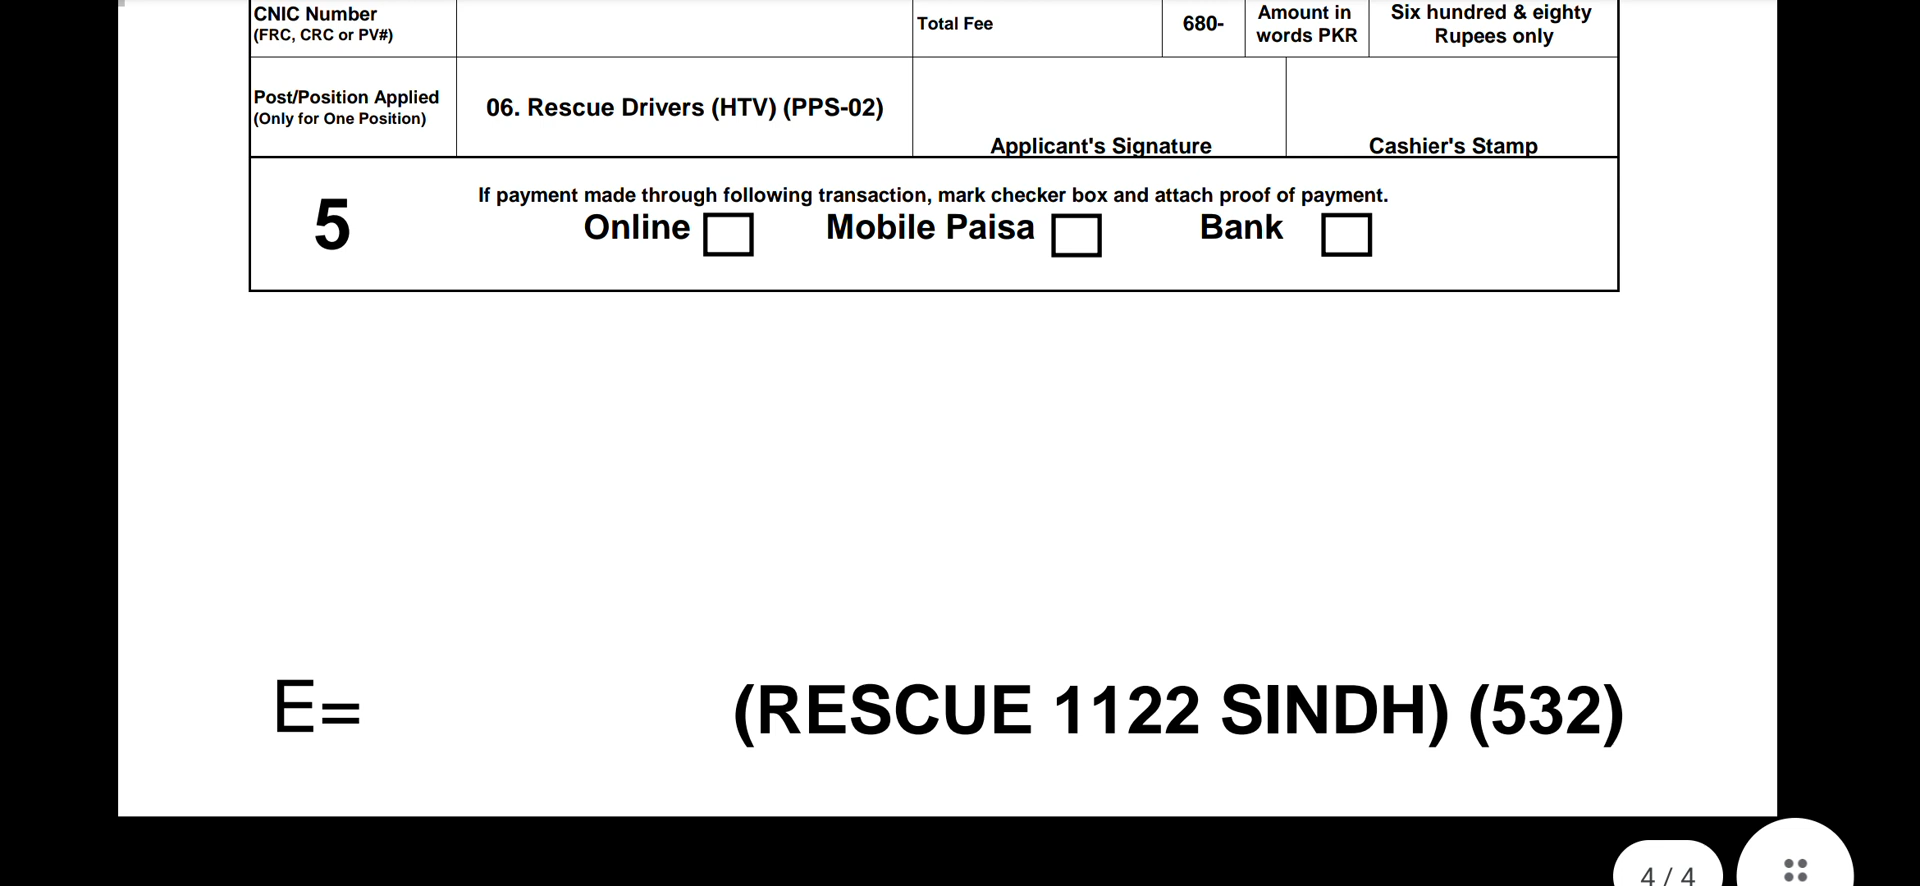 CNIC Number
(FRC, CRC or PV#)
Total Fee
680-
Amount in
words PKR
Six hundred & eighty
Rupees only
Post/Position Applied
(Only for One Position)
06. Rescue Drivers (HTV) (PPS-02)
Applicant's Signature
Cashier's Stamp
5
If payment made through following transaction, mark checker box and attach proof of payment.
Online Mobile Paisa Bank
E= (RESCUE 1122 SINDH) (532)
4 / 4